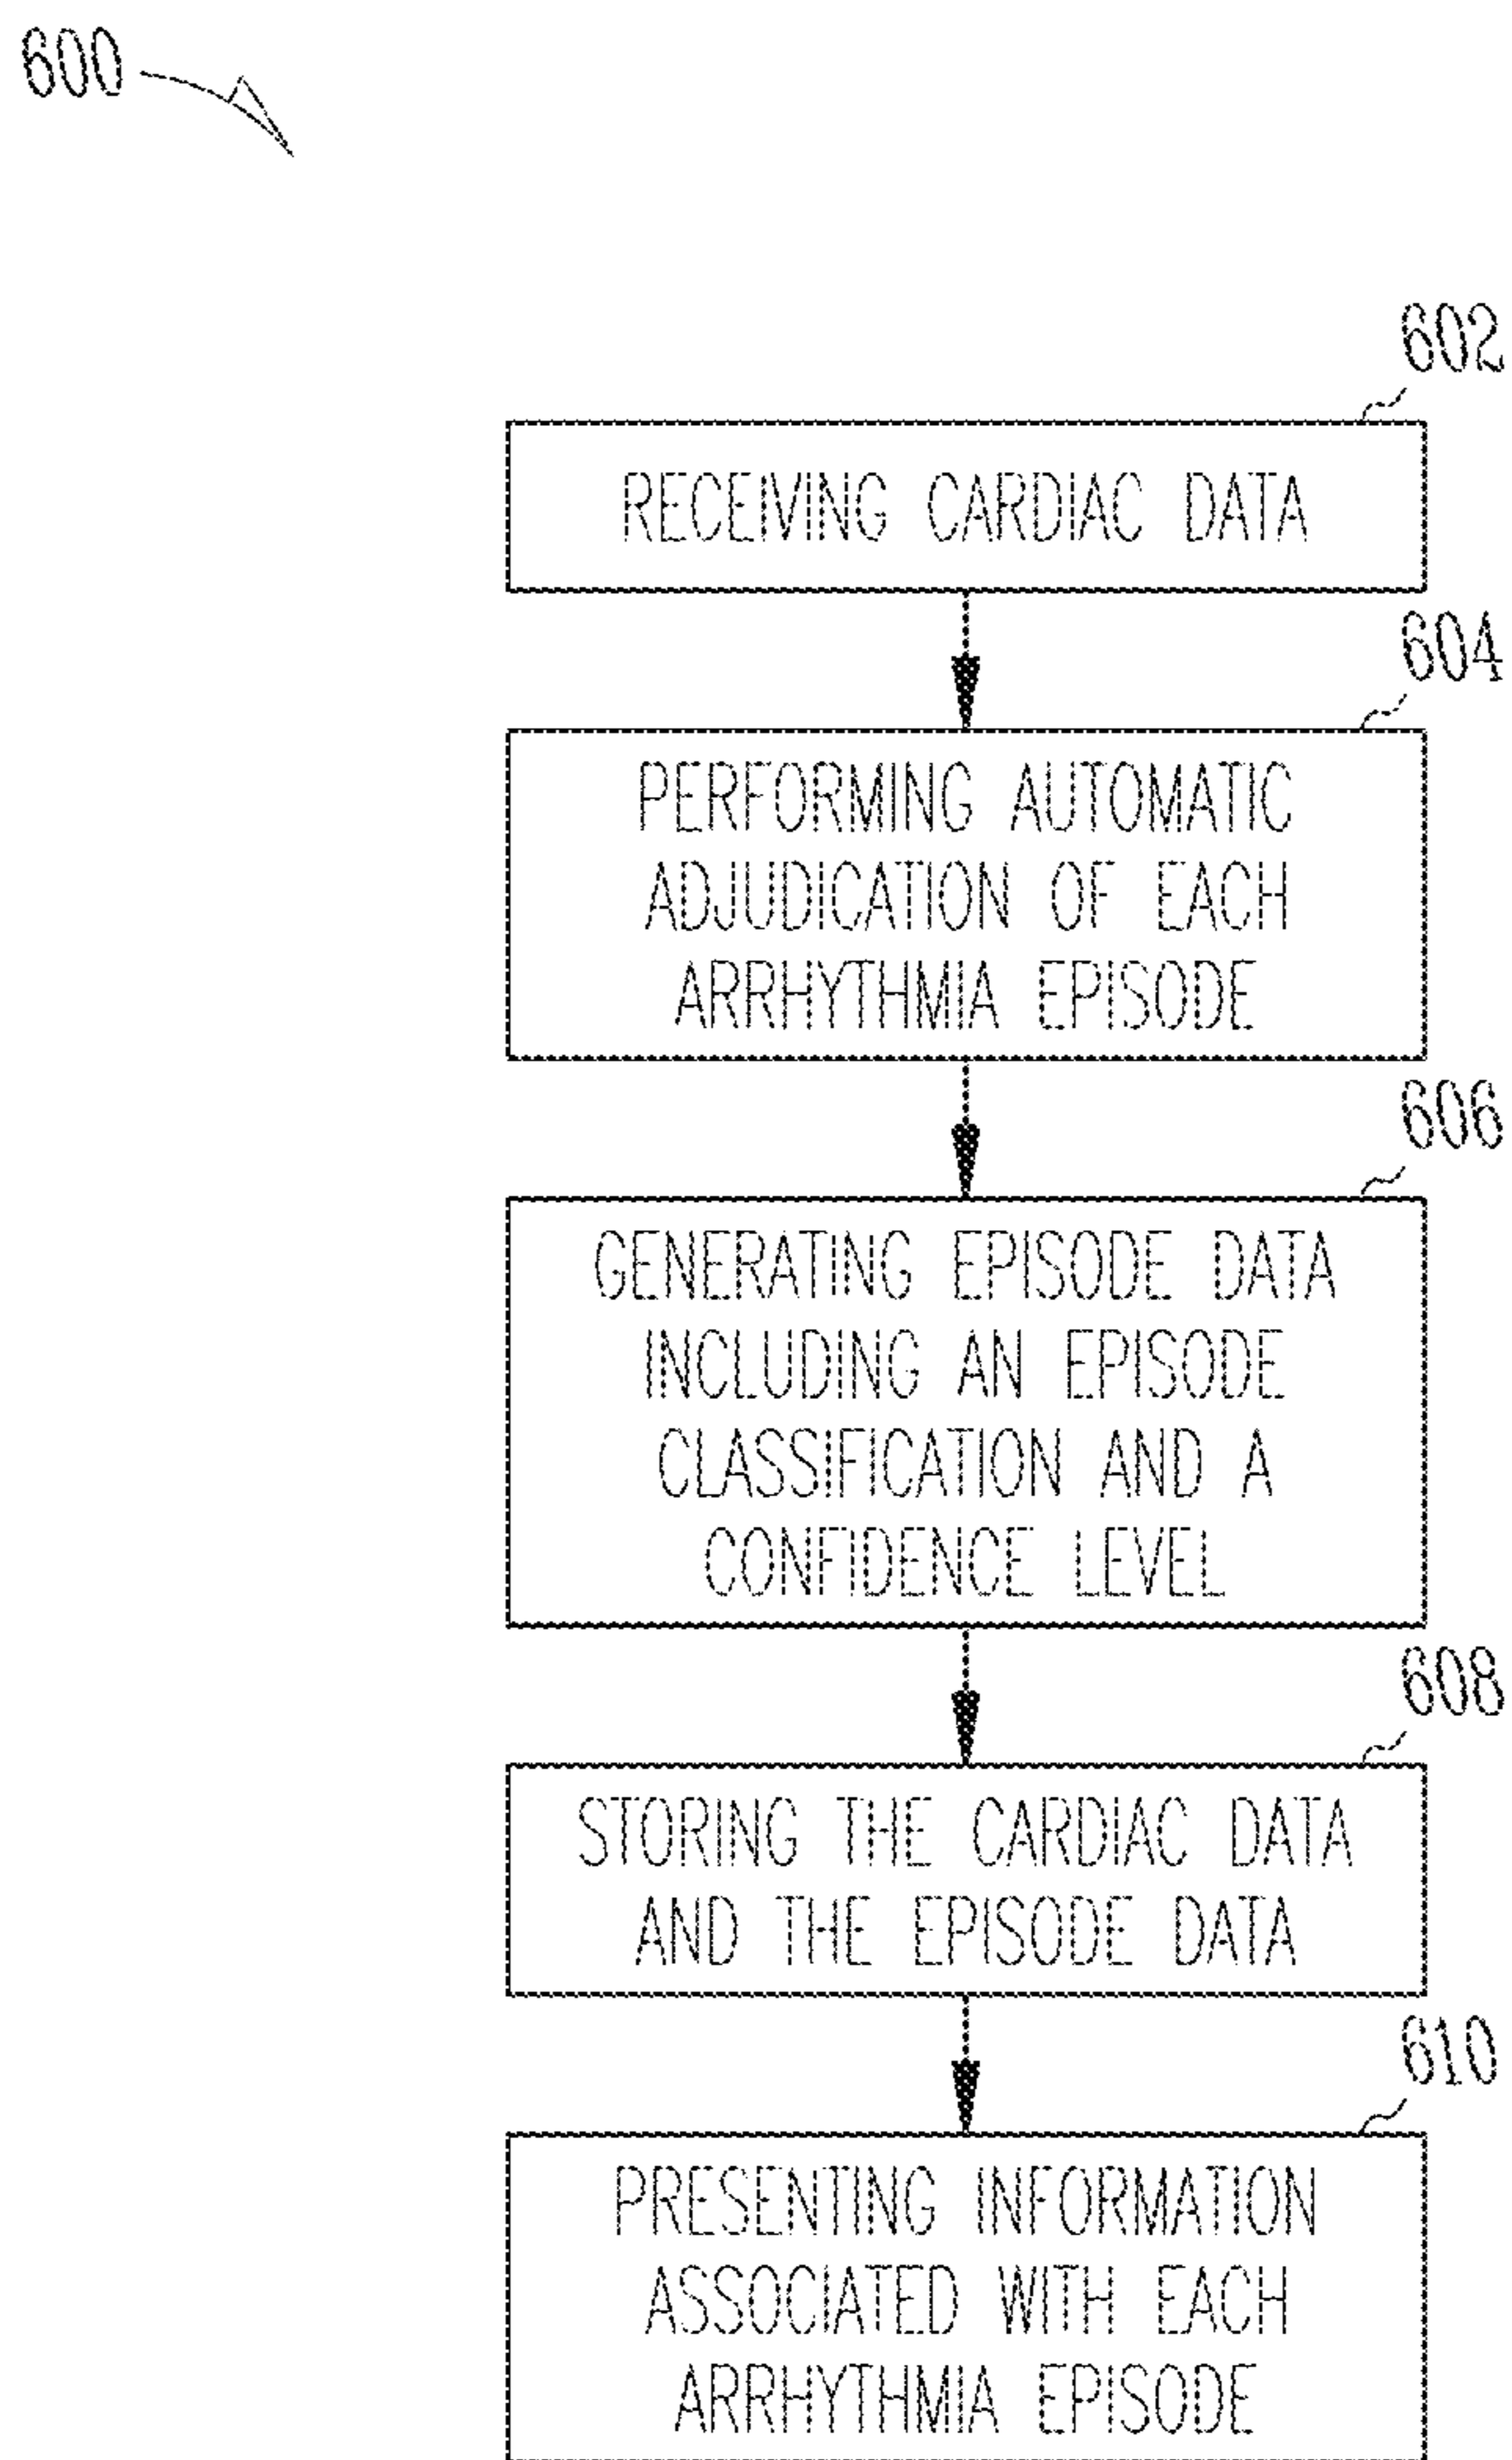 600
602
RECEIVING CARDIAC DATA
604
PERFORMING AUTOMATIC
ADJUDICATION OF EACH
ARRHYTHMIA EPISODE
606
GENERATING EPISODE DATA
INCLUDING AN EPISODE
CLASSIFICATION AND A
CONFIDENCE LEVEL
608
STORING THE CARDIAC DATA
AND THE EPISODE DATA
610
PRESENTING INFORMATION
ASSOCIATED WITH EACH
ARRHYTHMIA EPISODE